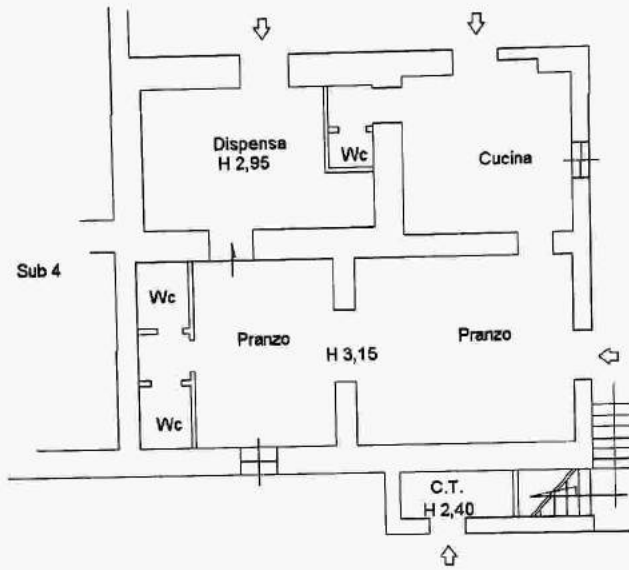 Dispensa
H 2,95
Wc
Cucina
Sub 4
Wc
Pranzo
H 3,15
Pranzo
Wc
C.T.
H 2,40